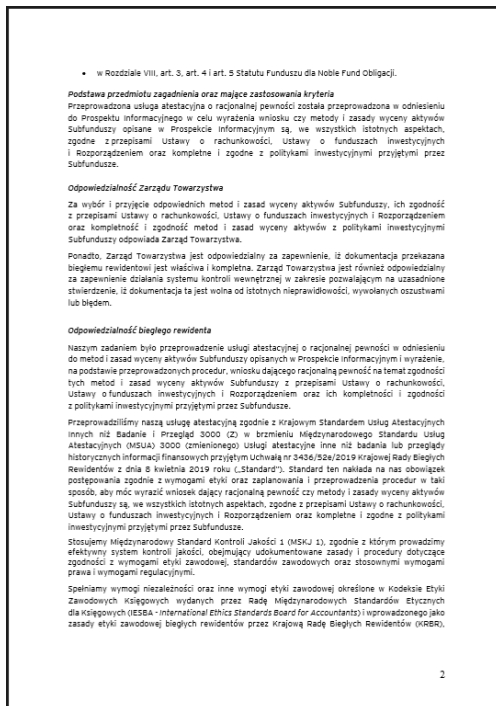 • w Rozdziale VIII, art. 3, art. 4 i art. 5 Statutu Funduszu dla Noble Fund Obligacji.
Podstawa przedmiotu zagadnienia oraz mające zastosowania kryteria
Przeprowadzona usługa atestacyjna o racjonalnej pewności została przeprowadzona w odniesieniu
do Prospektu Informacyjnego w celu wyrażenia wniosku czy metody i zasady wyceny aktywów
Subfunduszy opisane w Prospekcie Informacyjnym są, we wszystkich istotnych aspektach,
zgodne z przepisami Ustawy o rachunkowości, Ustawy o funduszach inwestycyjnych
i Rozporządzeniem oraz kompletne i zgodne z politykami inwestycyjnymi przyjętymi przez
Subfundusze.
Odpowiedzialność Zarządu Towarzystwa
Za wybór i przyjęcie odpowiednich metod i zasad wyceny aktywów Subfunduszy, ich zgodność
z przepisami Ustawy o rachunkowości, Ustawy o funduszach inwestycyjnych i Rozporządzeniem
oraz kompletność i zgodność metod i zasad wyceny aktywów z politykami inwestycyjnymi
Subfunduszy odpowiada Zarząd Towarzystwa.
Ponadto, Zarząd Towarzystwa jest odpowiedzialny za zapewnienie, iż dokumentacja przekazana
biegłemu rewidentowi jest właściwa i kompletna. Zarząd Towarzystwa jest również odpowiedzialny
za zapewnienie działania systemu kontroli wewnętrznej w zakresie pozwalającym na uzasadnione
stwierdzenie, iż dokumentacja ta jest wolna od istotnych nieprawidłowości, wywołanych oszustwami
lub błędem.
Odpowiedzialność biegłego rewidenta
Naszym zadaniem było przeprowadzenie usługi atestacyjnej o racjonalnej pewności w odniesieniu
do metod i zasad wyceny aktywów Subfunduszy opisanych w Prospekcie Informacyjnym i wyrażenie,
na podstawie przeprowadzonych procedur, wniosku dającego racjonalną pewność na temat zgodności
tych metod i zasad wyceny aktywów Subfunduszy z przepisami Ustawy o rachunkowości,
Ustawy o funduszach inwestycyjnych i Rozporządzeniem oraz ich kompletności i zgodności
z politykami inwestycyjnymi przyjętymi przez Subfundusze.
Przeprowadziliśmy naszą usługę atestacyjną zgodnie z Krajowym Standardem Usług Atestacyjnych
Innych niż Badanie i Przegląd 3000 (Z) w brzmieniu Międzynarodowego Standardu Usług
Atestacyjnych (MSUA) 3000 (zmienionego) Usługi atestacyjne inne niż badania lub przeglądy
historycznych informacji finansowych przyjętym Uchwałą nr 3436/52e/2019 Krajowej Rady Biegłych
Rewidentów z dnia 8 kwietnia 2019 roku („Standard”). Standard ten nakłada na nas obowiązek
postępowania zgodnie z wymogami etyki oraz zaplanowania i przeprowadzenia procedur w taki
sposób, aby móc wyrazić wniosek dający racjonalną pewność czy metody i zasady wyceny aktywów
Subfunduszy są, we wszystkich istotnych aspektach, zgodne z przepisami Ustawy o rachunkowości,
Ustawy o funduszach inwestycyjnych i Rozporządzeniem oraz kompletne i zgodne z politykami
inwestycyjnymi przyjętymi przez Subfundusze.
Stosujemy Międzynarodowy Standard Kontroli Jakości 1 (MSKJ 1), zgodnie z którym prowadzimy
efektywny system kontroli jakości, obejmujący udokumentowane zasady i procedury dotyczące
zgodności z wymogami etyki zawodowej, standardów zawodowych oraz stosownymi wymogami
prawa i wymogami regulacyjnymi.
Spełniamy wymogi niezależności oraz inne wymogi etyki zawodowej określone w Kodeksie Etyki
Zawodowych Księgowych wydanych przez Radę Międzynarodowych Standardów Etycznych
dla Księgowych (IESBA - International Ethics Standards Board for Accountants) i wprowadzonego jako
zasady etyki zawodowej biegłych rewidentów przez Krajową Radę Biegłych Rewidentów (KRBR),
2